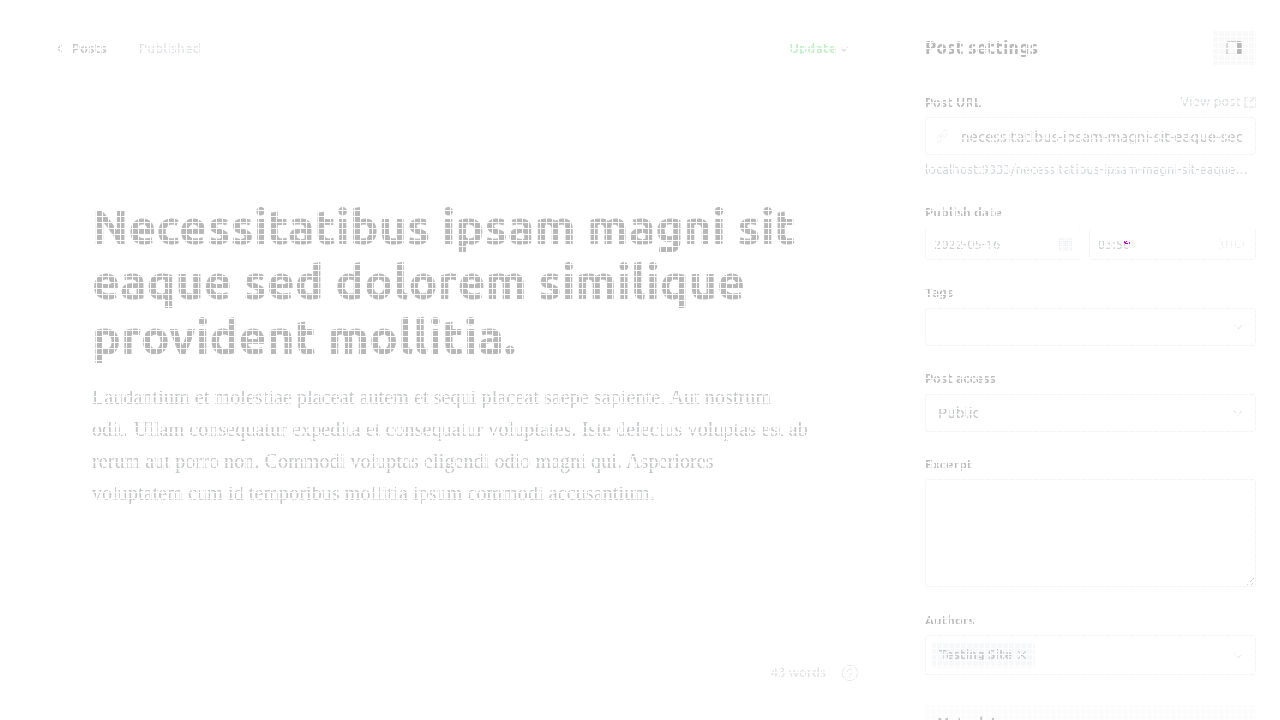 Posts
Published
Update
Post settings
Post URL
View post
necessitatibus-ipsam-magni-sit-eaque-sec
localhost:9333/necessitatibus-ipsam-magni-sit-eaque...
Publish date
2022-05-16
Tags
Necessitatibus ipsam magni sit
eaque sed dolorem similique
provident mollitia.
Laudantium et molestiae placeat autem et sequi placeat saepe sapiente. Aut nostrum
odit. Ullam consequatur expedita et consequatur voluptates. Iste delectus voluptas est ab
rerum aut porro non. Commodi voluptas eligendi odio magni qui. Asperiores
voluptatem cum id temporibus mollitia ipsum commodi accusantium.
Post access
Public
Excerpt
Authors
Testing Site ×
43 words